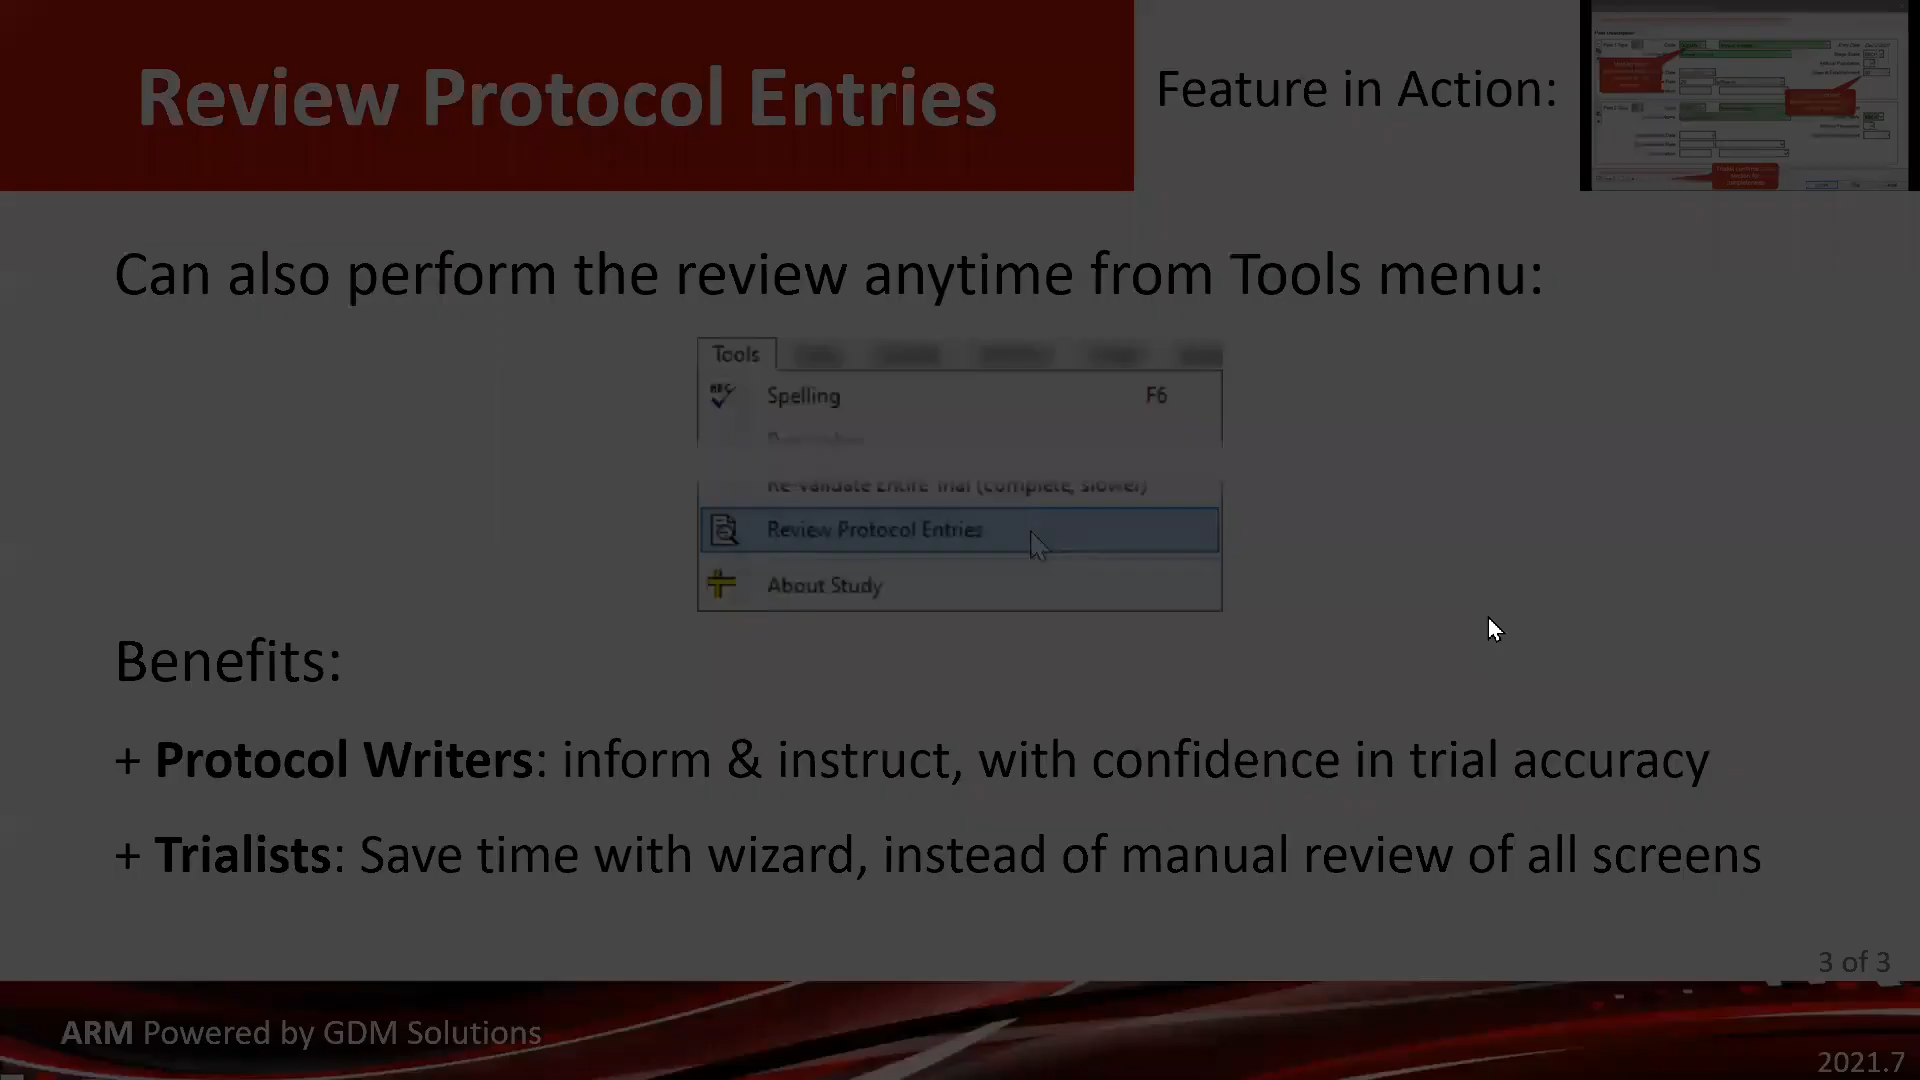 Review Protocol Entries
Feature in Action:
Can also perform the review anytime from Tools menu:
Tools
Spelling F6
Re-validate Entire Trial (complete, slower)
Review Protocol Entries
About Study
Benefits:
+ Protocol Writers: inform & instruct, with confidence in trial accuracy
+ Trialists: Save time with wizard, instead of manual review of all screens
3 of 3
ARM Powered by GDM Solutions
2021.7